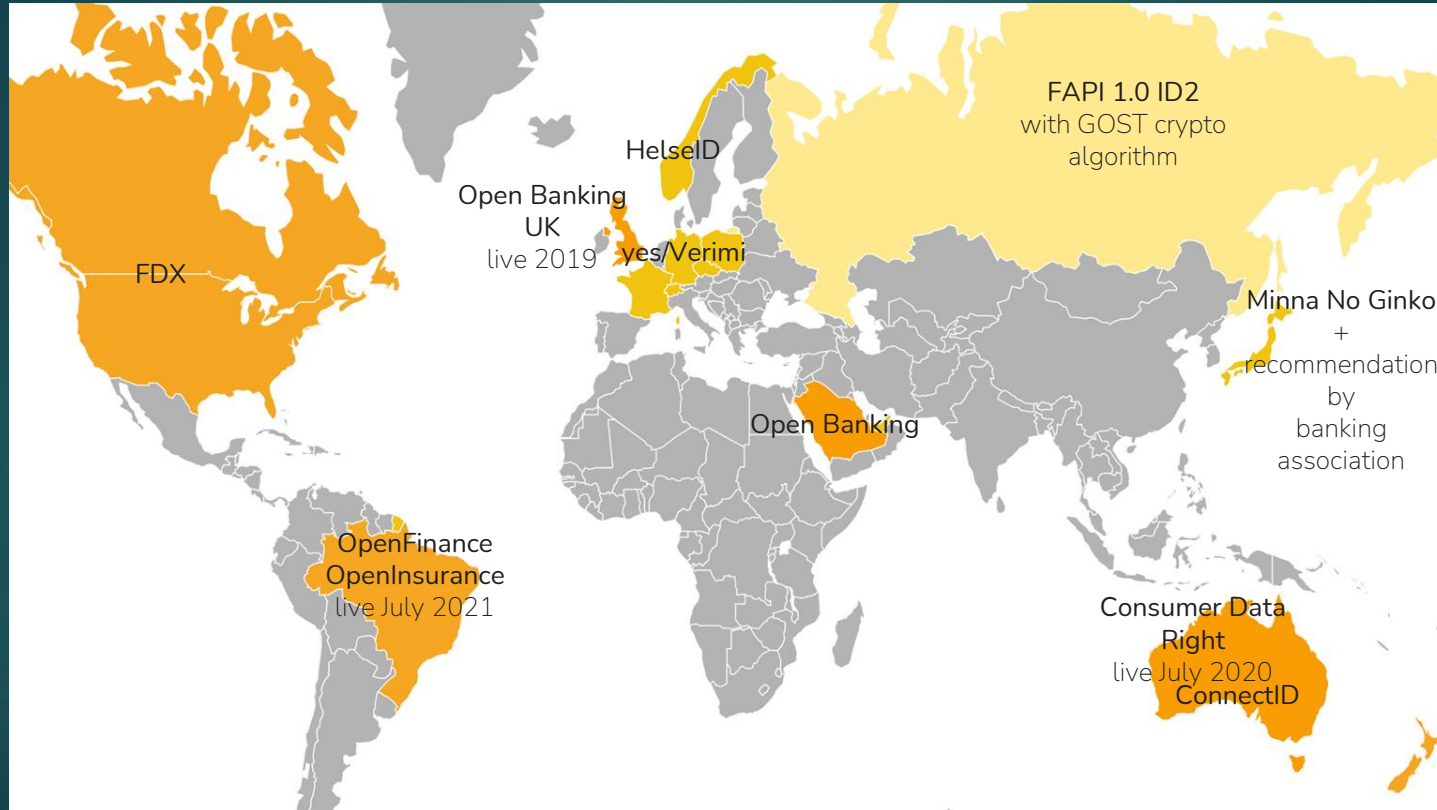 FAPI 1.0 ID2
with GOST crypto
algorithm
HelseID
Open Banking
UK
live 2019
yes/Verimi
FDX
Minna No Ginko
+
recommendation
by
banking
association
Open Banking
OpenFinance
OpenInsurance
live July 2021
Consumer Data
Right
live July 2020
ConnectID